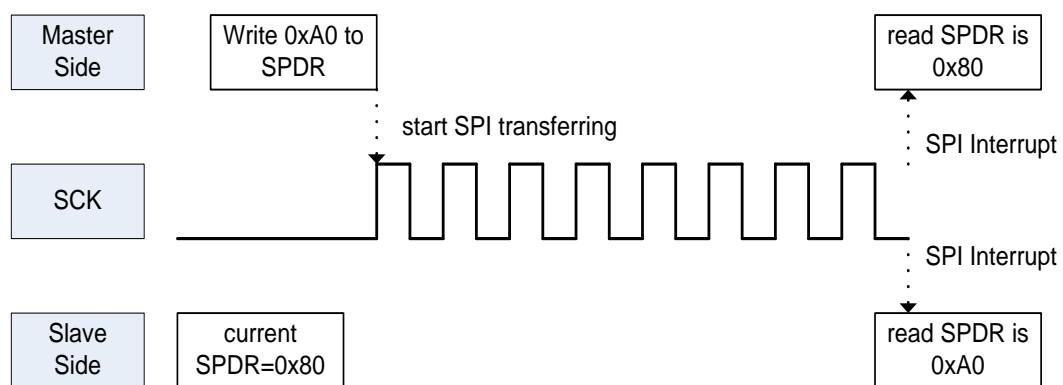 Master
Side
Write 0xA0 to
SPDR
read SPDR is
0x80
start SPI transferring
SPI Interrupt
SCK
SPI Interrupt
Slave
Side
current
SPDR=0x80
read SPDR is
0xA0